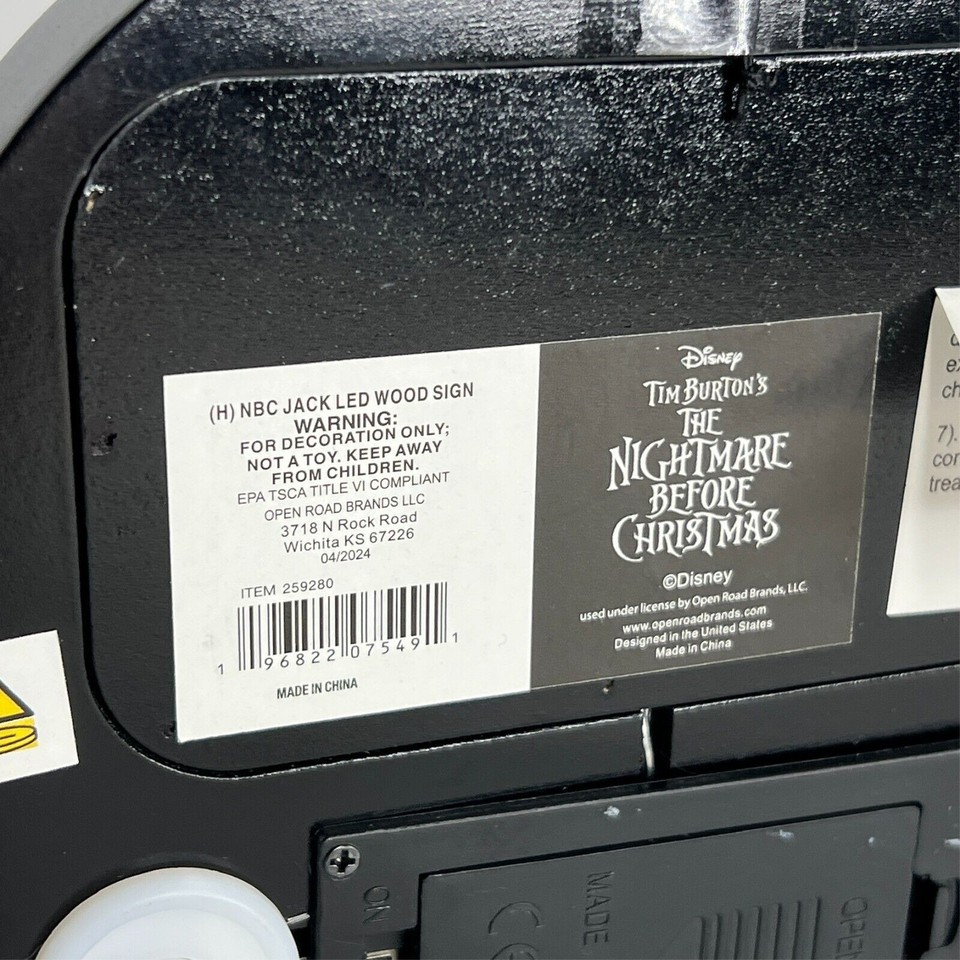 (H) NBC JACK LED WOOD SIGN
WARNING:
FOR DECORATION ONLY;
NOT A TOY. KEEP AWAY
FROM CHILDREN.
EPA TSCA TITLE VI COMPLIANT
OPEN ROAD BRANDS LLC
3718 N Rock Road
Wichita KS 67226
04/2024
ITEM 259280
1 96822 07549 1
MADE IN CHINA
Disney
TIM BURTON'S
THE
NIGHTMARE
BEFORE
CHRISTMAS
©Disney
used under license by Open Road Brands, LLC.
www.openroadbrands.com
Designed in the United States
Made in China
7).
ON
MADE
CE
OPEN